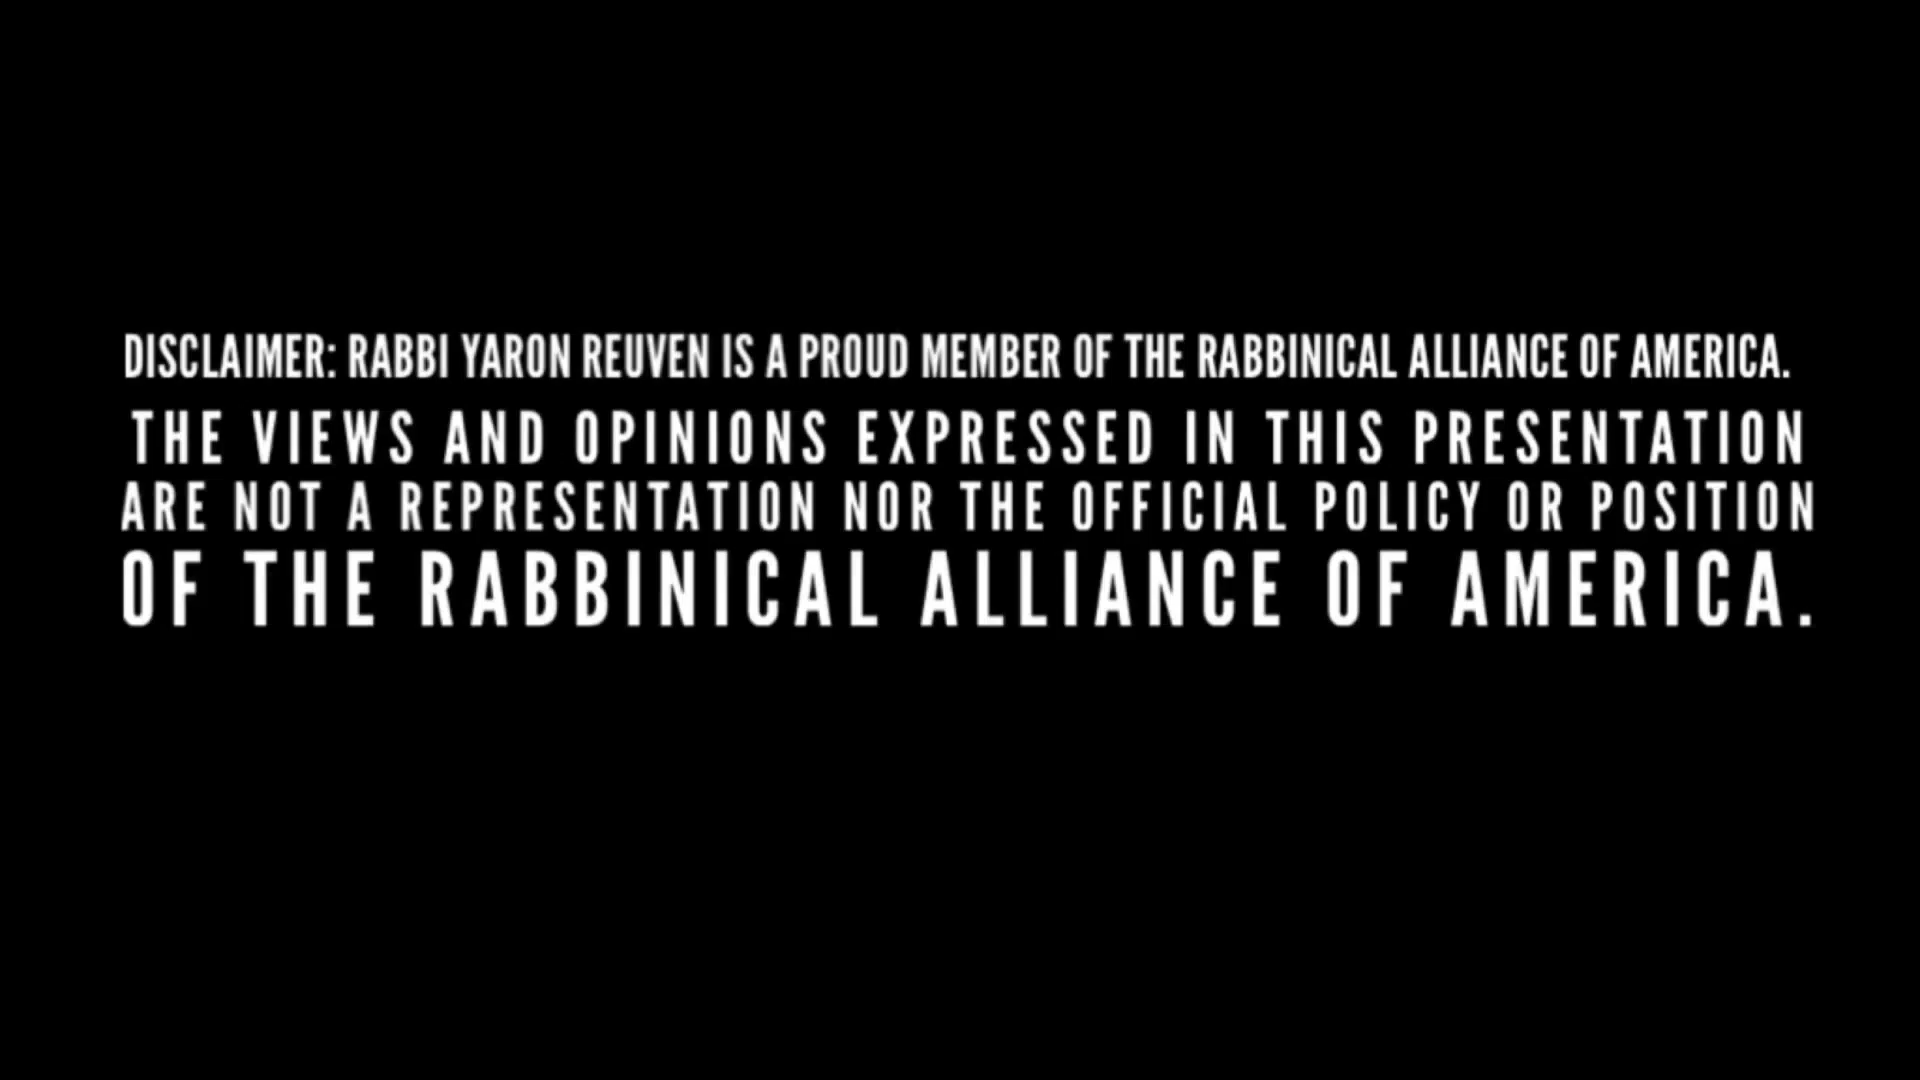 DISCLAIMER: RABBI YARON REUVEN IS A PROUD MEMBER OF THE RABBINICAL ALLIANCE OF AMERICA.
THE VIEWS AND OPINIONS EXPRESSED IN THIS PRESENTATION
ARE NOT A REPRESENTATION NOR THE OFFICIAL POLICY OR POSITION
OF THE RABBINICAL ALLIANCE OF AMERICA.